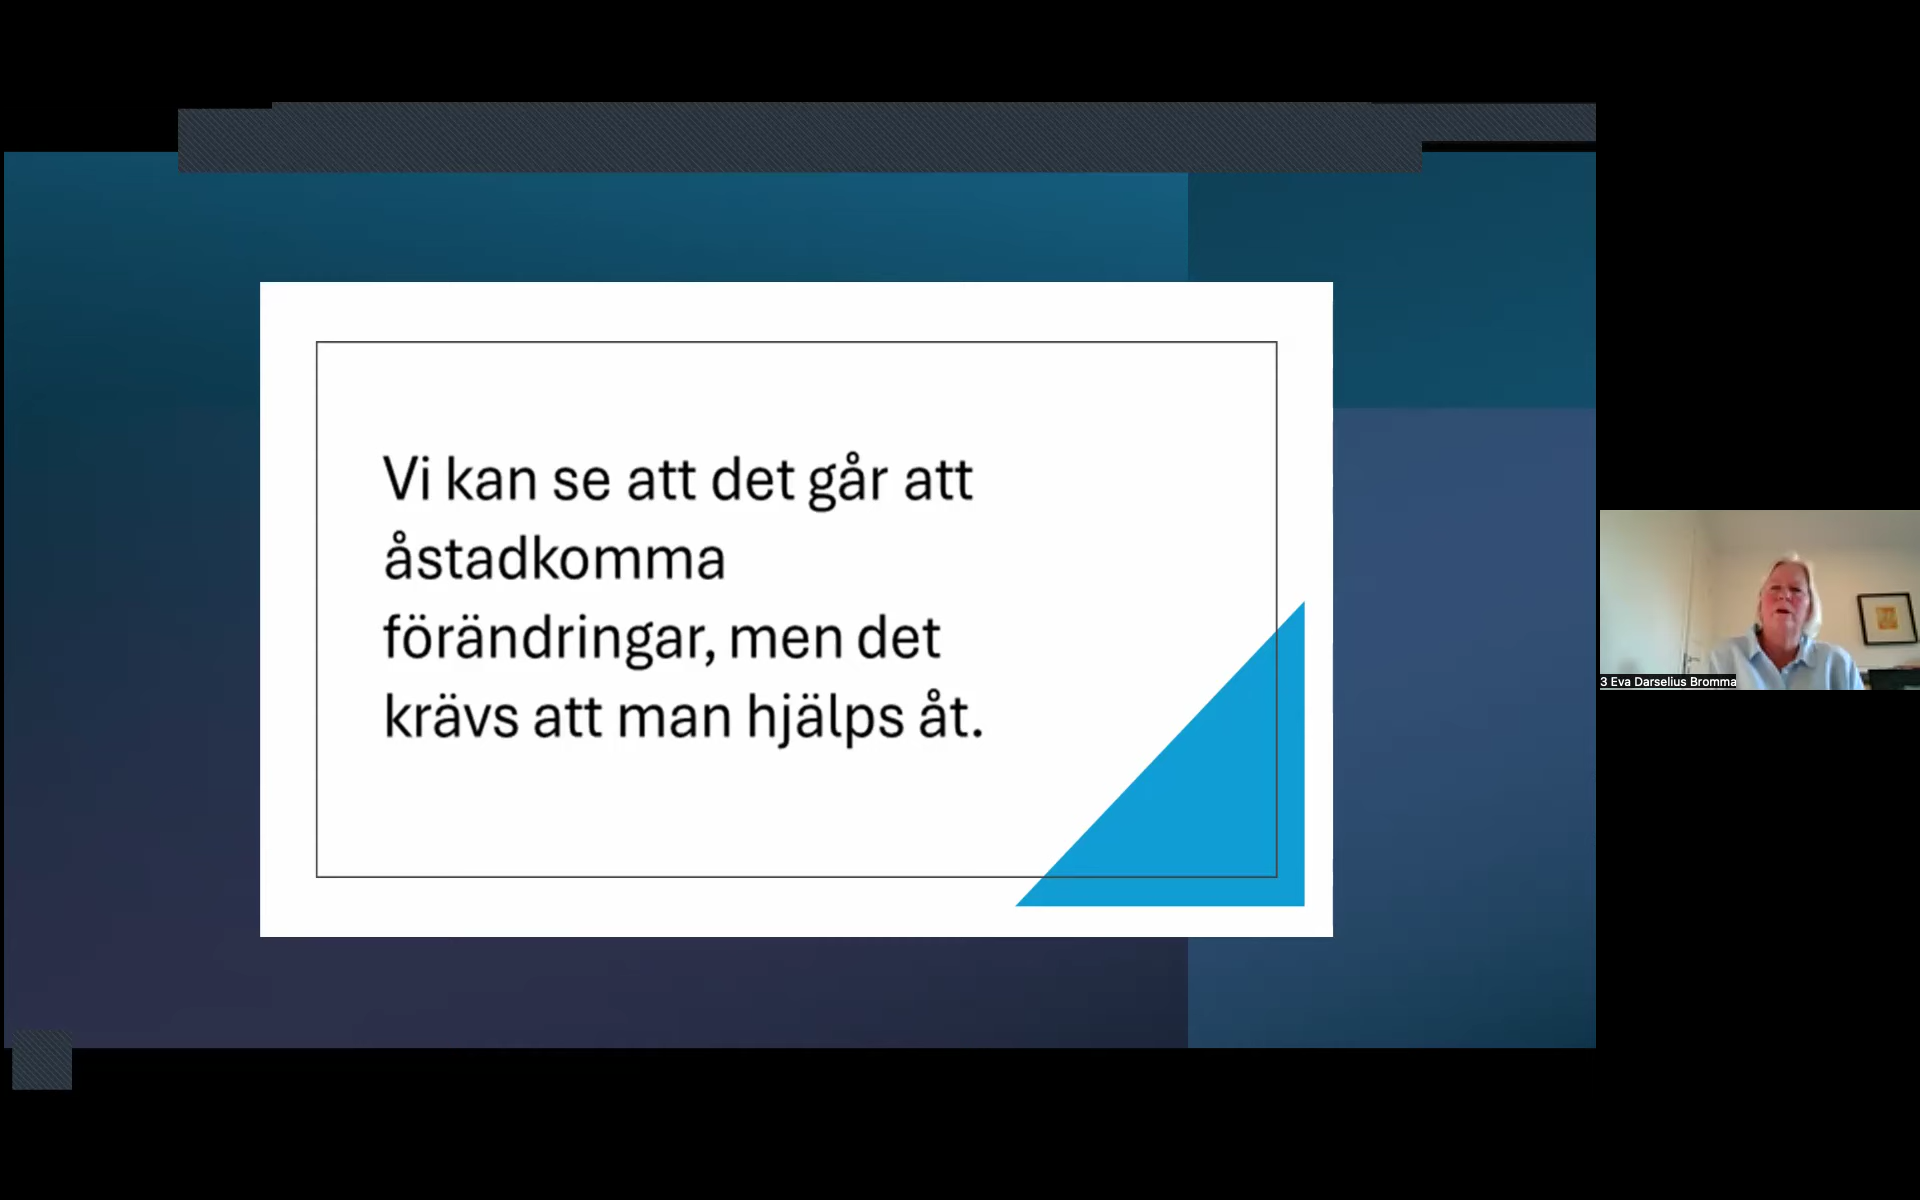 Vi kan se att det går att
åstadkomma
förändringar, men det
krävs att man hjälps åt.
3 Eva Darselius Bromma